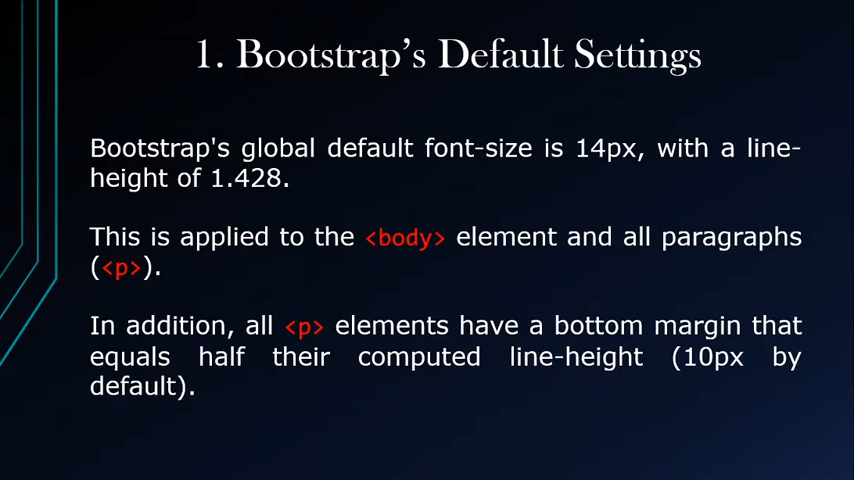 1. Bootstrap’s Default Settings
Bootstrap's global default font-size is 14px, with a line-
height of 1.428.
This is applied to the <body> element and all paragraphs
(<p>).
In addition, all <p> elements have a bottom margin that
equals half their computed line-height (10px by
default).